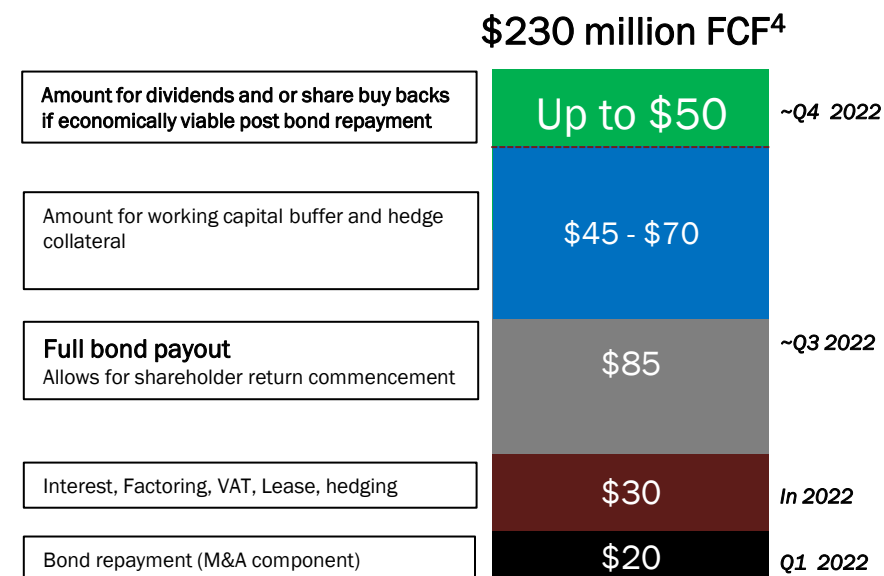 $230 million FCF4
Amount for dividends and or share buy backs
if economically viable post bond repayment
Up to $50
~Q4 2022
Amount for working capital buffer and hedge
collateral
$45 - $70
Full bond payout
Allows for shareholder return commencement
$85
~Q3 2022
Interest, Factoring, VAT, Lease, hedging
$30
In 2022
Bond repayment (M&A component)
$20
Q1 2022